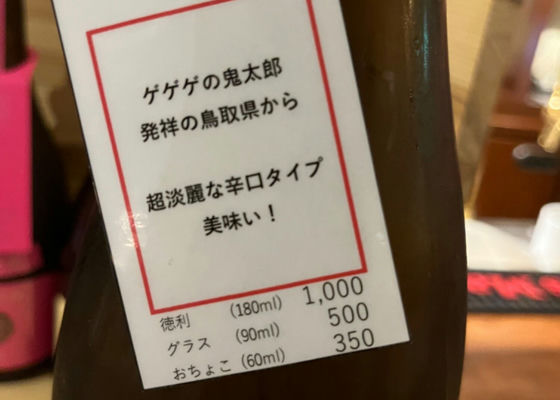 ゲゲゲの鬼太郎
発祥の鳥取県から
超淡麗な辛口タイプ
美味い！
徳利 (180ml) 1,000
グラス (90ml) 500
おちょこ (60ml) 350